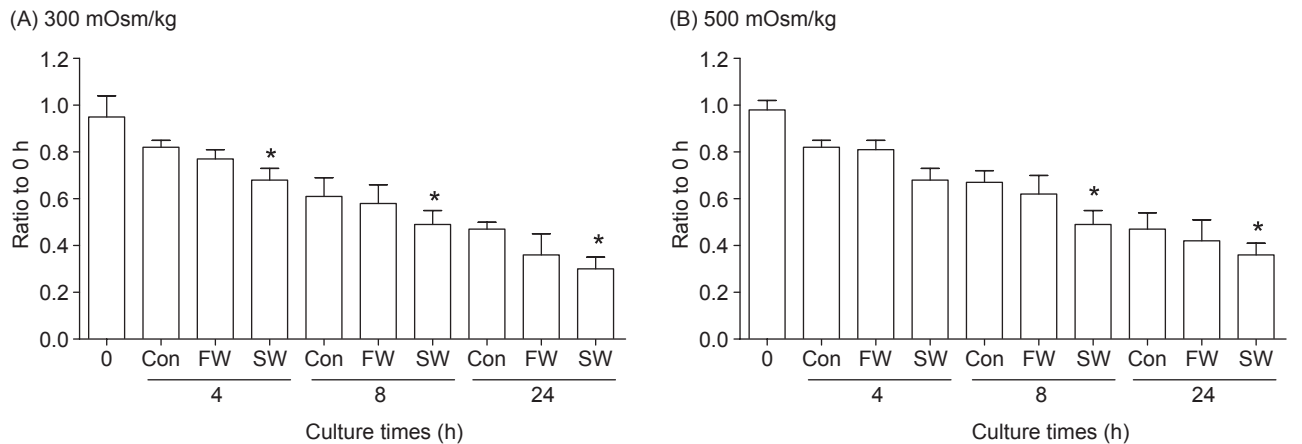 (A) 300 mOsm/kg
1.2
1.0
0.8
0.6
0.4
0.2
0.0
Ratio to 0 h
* * *
0 Con FW SW Con FW SW Con FW SW
4 8 24
Culture times (h)
(B) 500 mOsm/kg
1.2
1.0
0.8
0.6
0.4
0.2
0.0
Ratio to 0 h
* *
0 Con FW SW Con FW SW Con FW SW
4 8 24
Culture times (h)